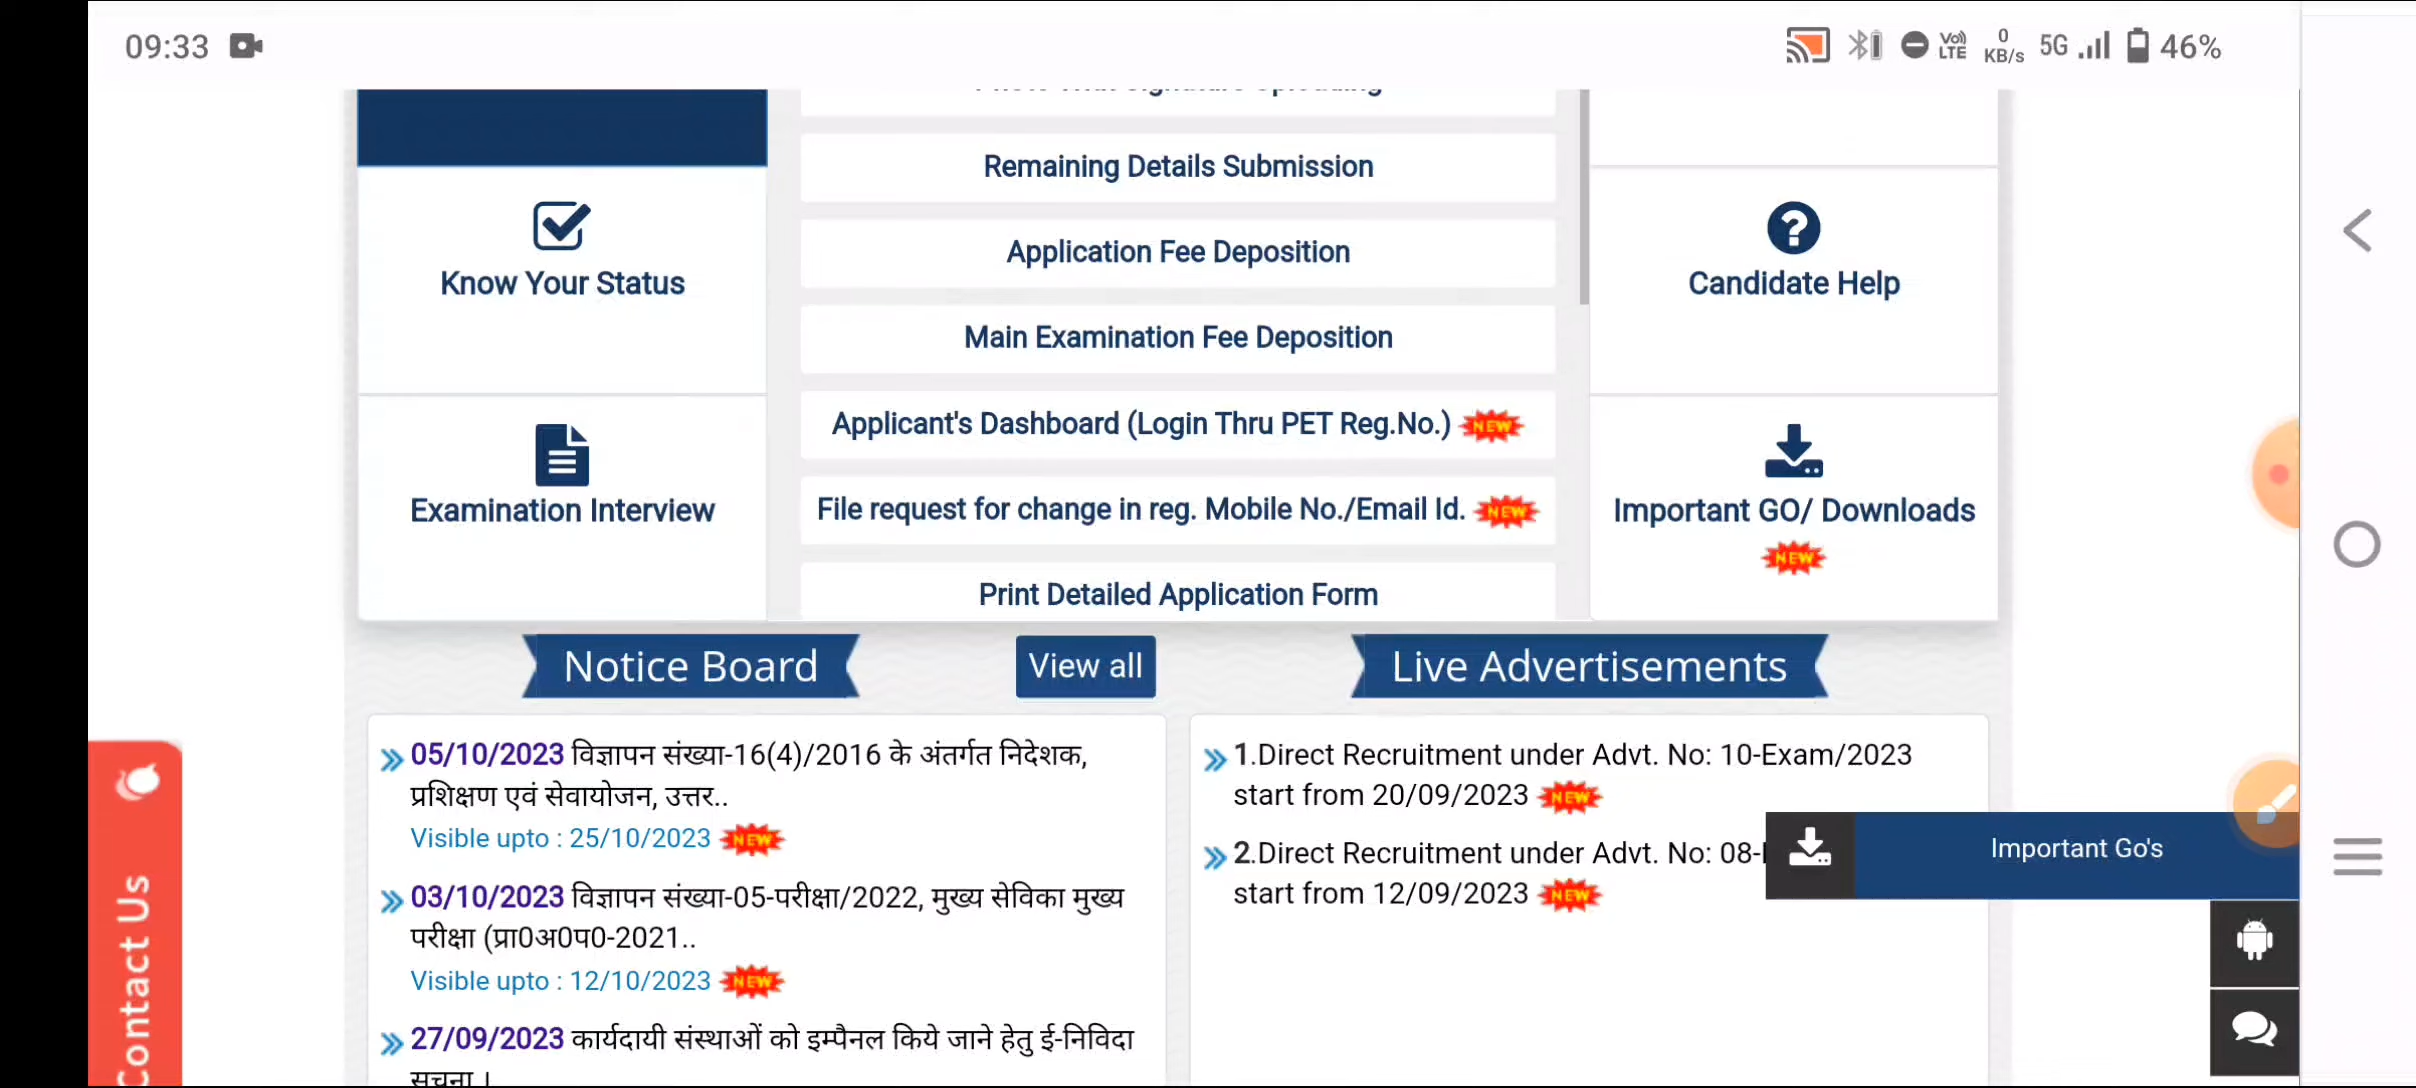 09:33
Vo)) LTE 0 KB/s 5G 46%
Remaining Details Submission
Know Your Status
Application Fee Deposition
Candidate Help
Main Examination Fee Deposition
Applicant's Dashboard (Login Thru PET Reg.No.) NEW
File request for change in reg. Mobile No./Email Id. NEW
Examination Interview
Important GO/ Downloads
NEW
Print Detailed Application Form
Notice Board
View all
Live Advertisements
05/10/2023 विज्ञापन संख्या-16(4)/2016 के अंतर्गत निदेशक,
प्रशिक्षण एवं सेवायोजन, उत्तर..
Visible upto : 25/10/2023 NEW
03/10/2023 विज्ञापन संख्या-05-परीक्षा/2022, मुख्य सेविका मुख्य
परीक्षा (प्रा0अ0प0-2021..
Visible upto : 12/10/2023 NEW
27/09/2023 कार्यदायी संस्थाओं को इम्पैनल किये जाने हेतु ई-निविदा
सूचना ।
1.Direct Recruitment under Advt. No: 10-Exam/2023
start from 20/09/2023 NEW
2.Direct Recruitment under Advt. No: 08-
start from 12/09/2023 NEW
Important Go's
Contact Us